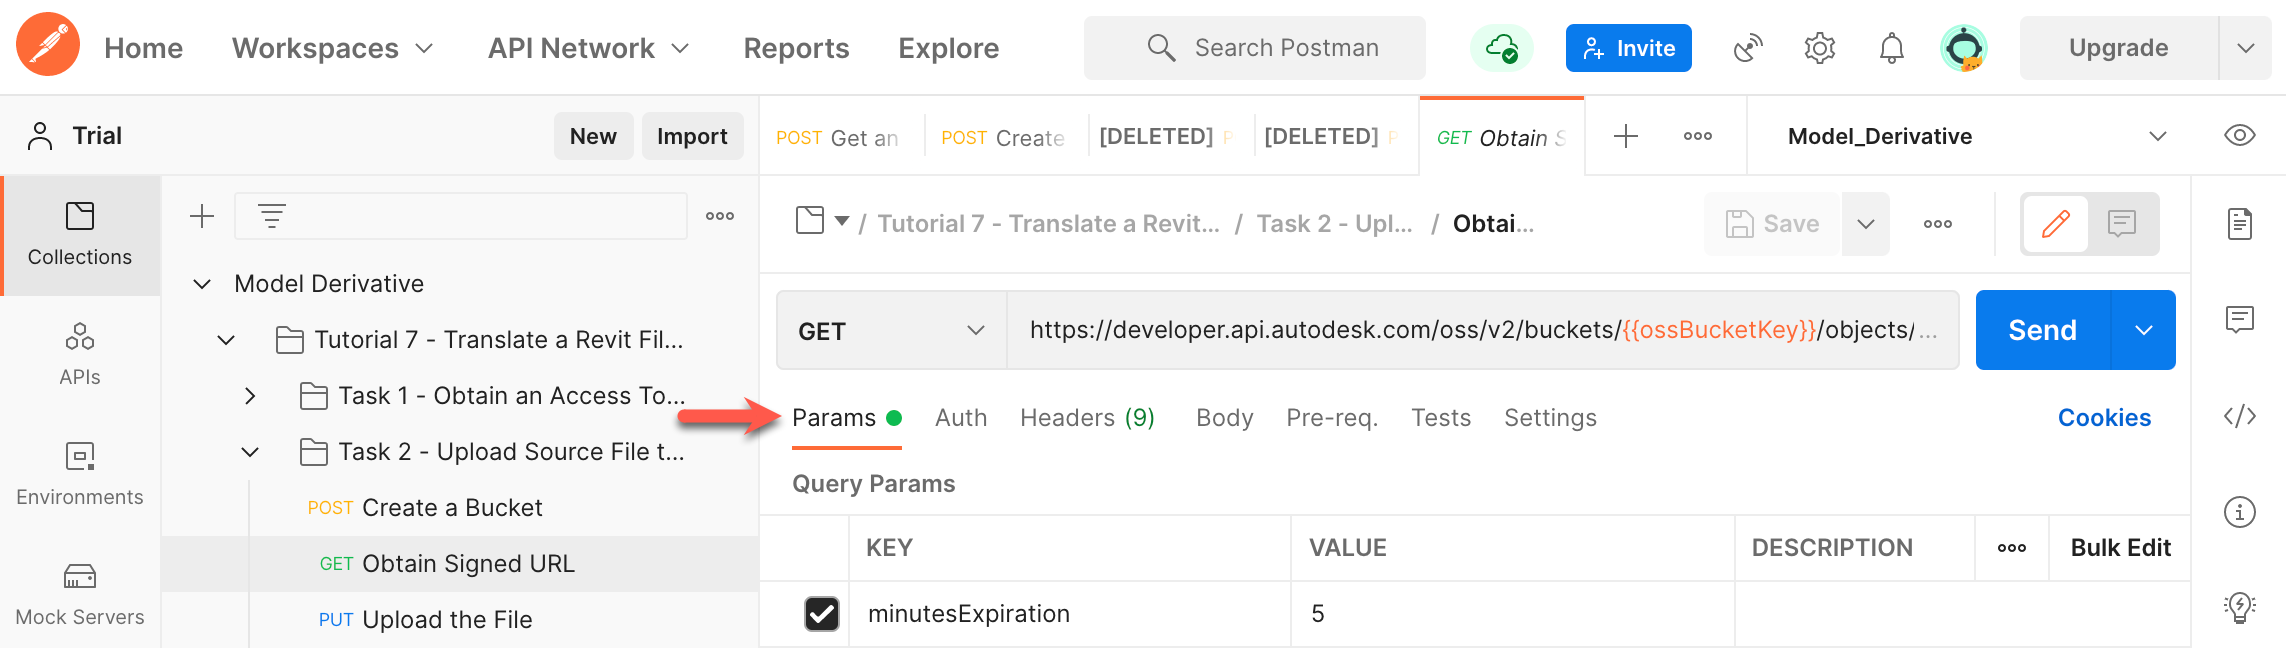 Home Workspaces API Network Reports Explore Search Postman Invite Upgrade
Trial New Import
POST Get an POST Create [DELETED] P [DELETED] P GET Obtain S Model_Derivative
/ Tutorial 7 - Translate a Revit... / Task 2 - Upl... / Obtai... Save
Collections
APIs
Environments
Mock Servers
Model Derivative
Tutorial 7 - Translate a Revit Fil...
Task 1 - Obtain an Access To...
Task 2 - Upload Source File t...
POST Create a Bucket
GET Obtain Signed URL
PUT Upload the File
GET https://developer.api.autodesk.com/oss/v2/buckets/{{ossBucketKey}}/objects/... Send
Params Auth Headers (9) Body Pre-req. Tests Settings Cookies
Query Params
KEY VALUE DESCRIPTION Bulk Edit
minutesExpiration 5